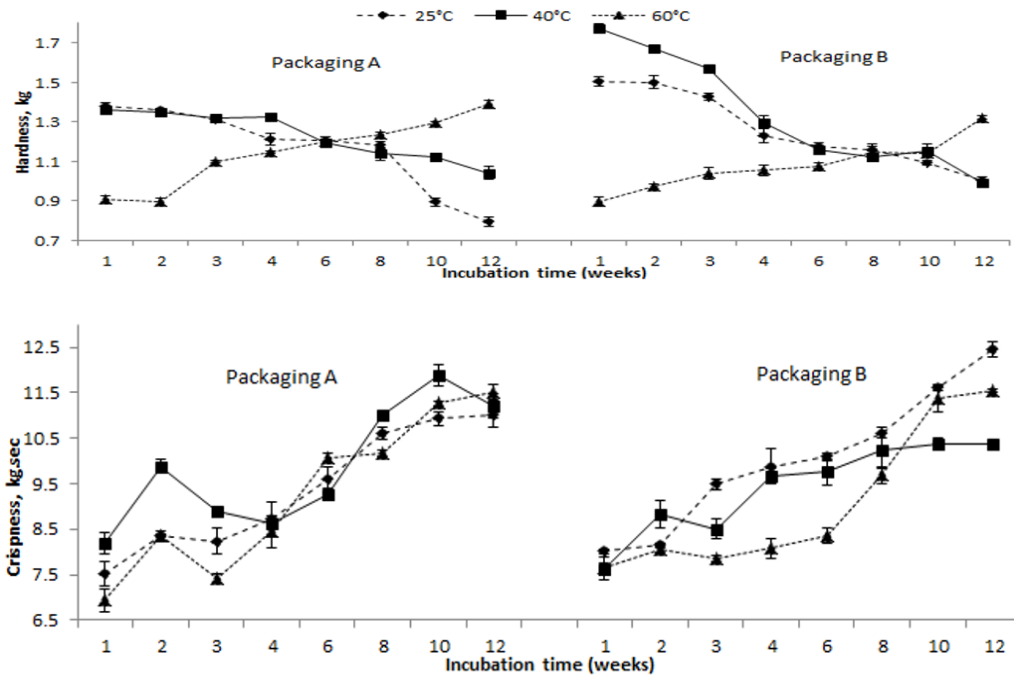 25°C 40°C 60°C
Hardness, kg
1.7
1.5
1.3
1.1
0.9
0.7
Packaging A
Packaging B
1 2 3 4 6 8 10 12 1 2 3 4 6 8 10 12
Incubation time (weeks)
Crispness, kg.sec
12.5
11.5
10.5
9.5
8.5
7.5
6.5
Packaging A
Packaging B
1 2 3 4 6 8 10 12 1 2 3 4 6 8 10 12
Incubation time (weeks)